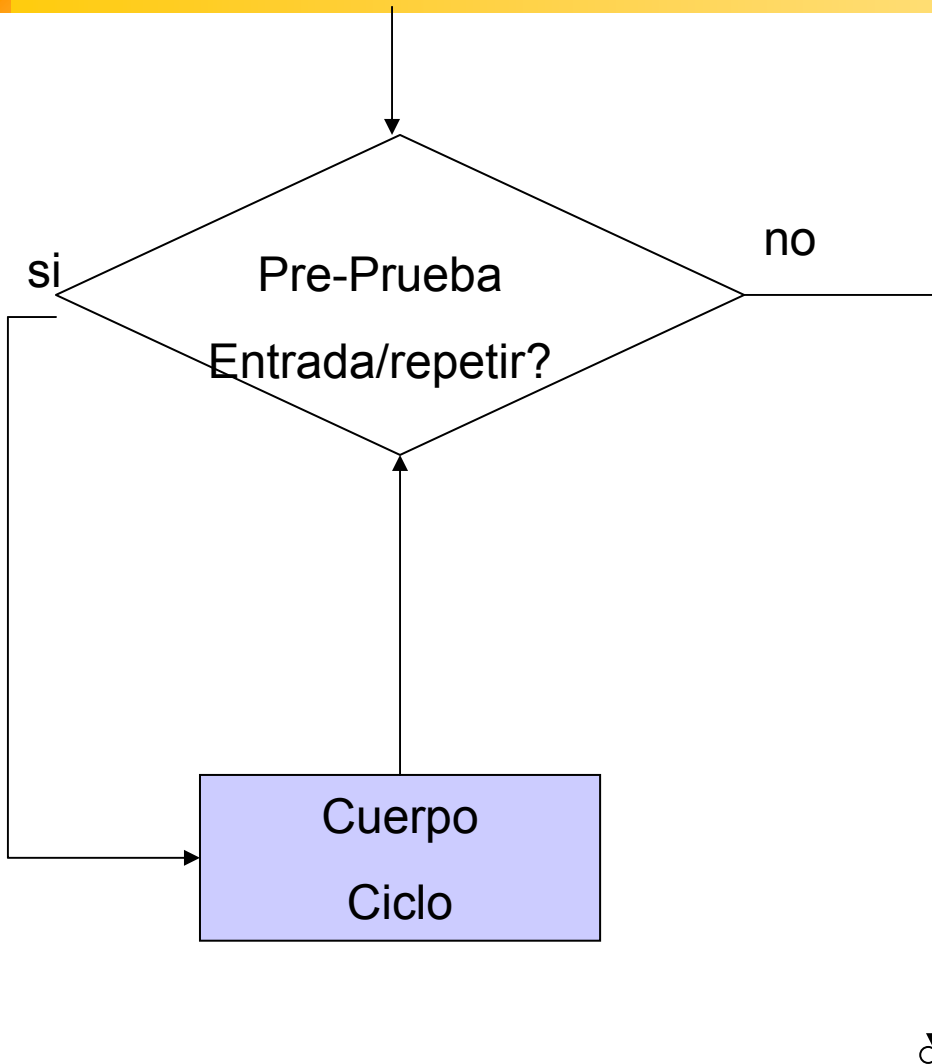 no
si
Pre-Prueba
Entrada/repetir?
Cuerpo
Ciclo